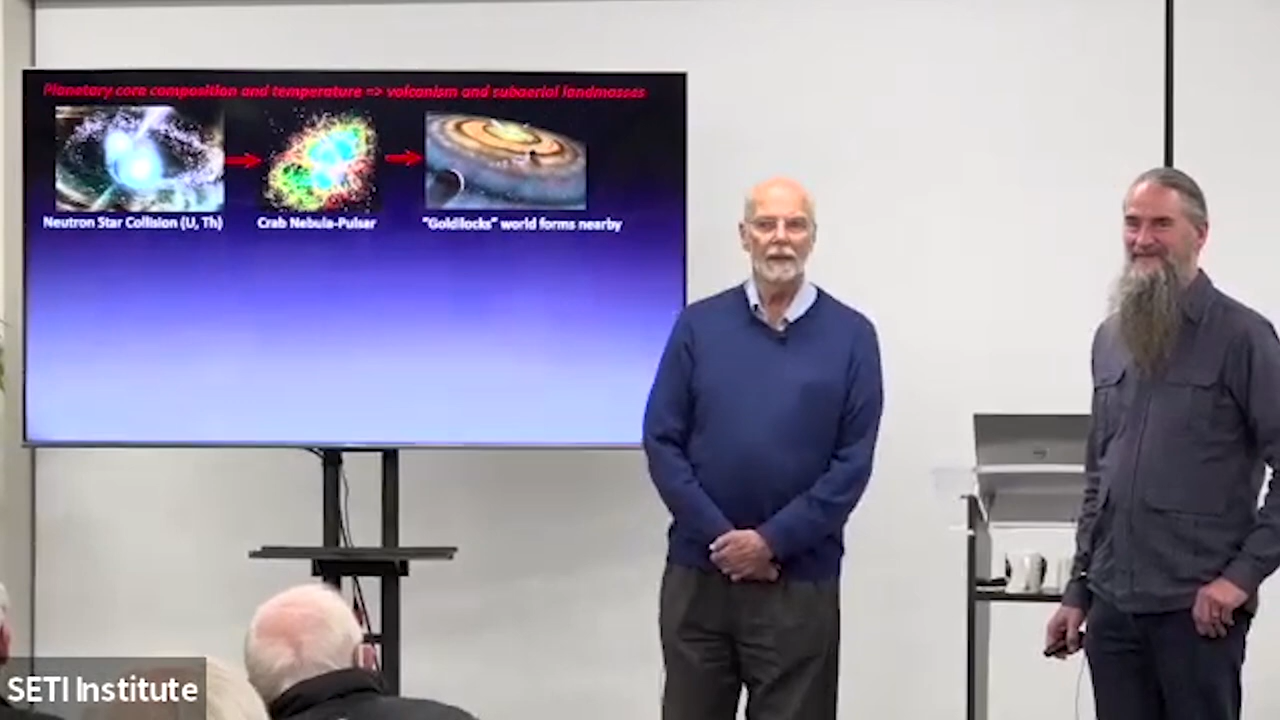 Planetary core composition and temperature => volcanism and subaerial landmasses
Neutron Star Collision (U, Th)
Crab Nebula-Pulsar
"Goldilocks" world forms nearby
SETI Institute